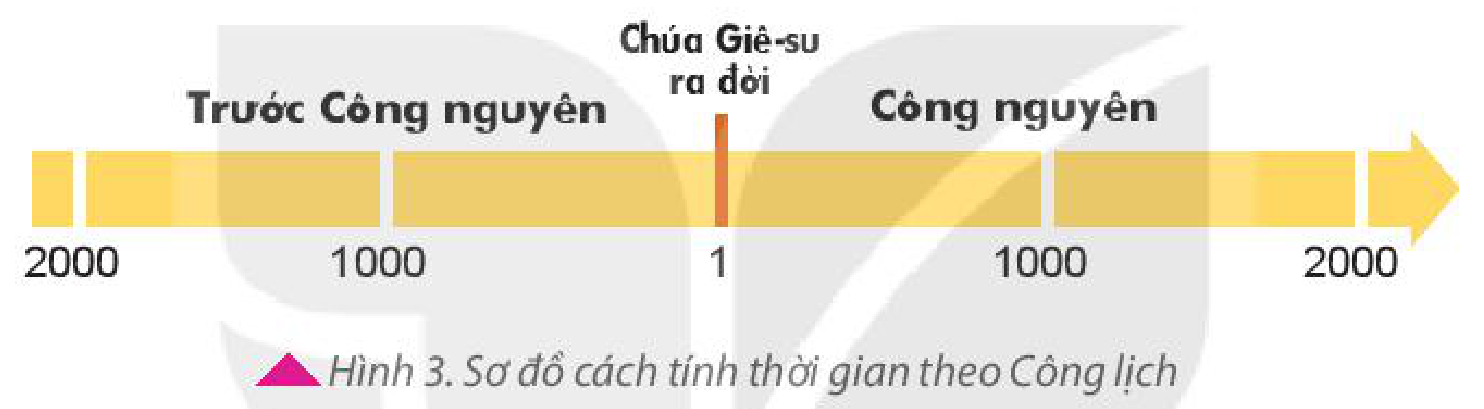 Chúa Giê-su
ra đời
Trước Công nguyên
Công nguyên
2000 1000 1 1000 2000
Hình 3. Sơ đồ cách tính thời gian theo Công lịch